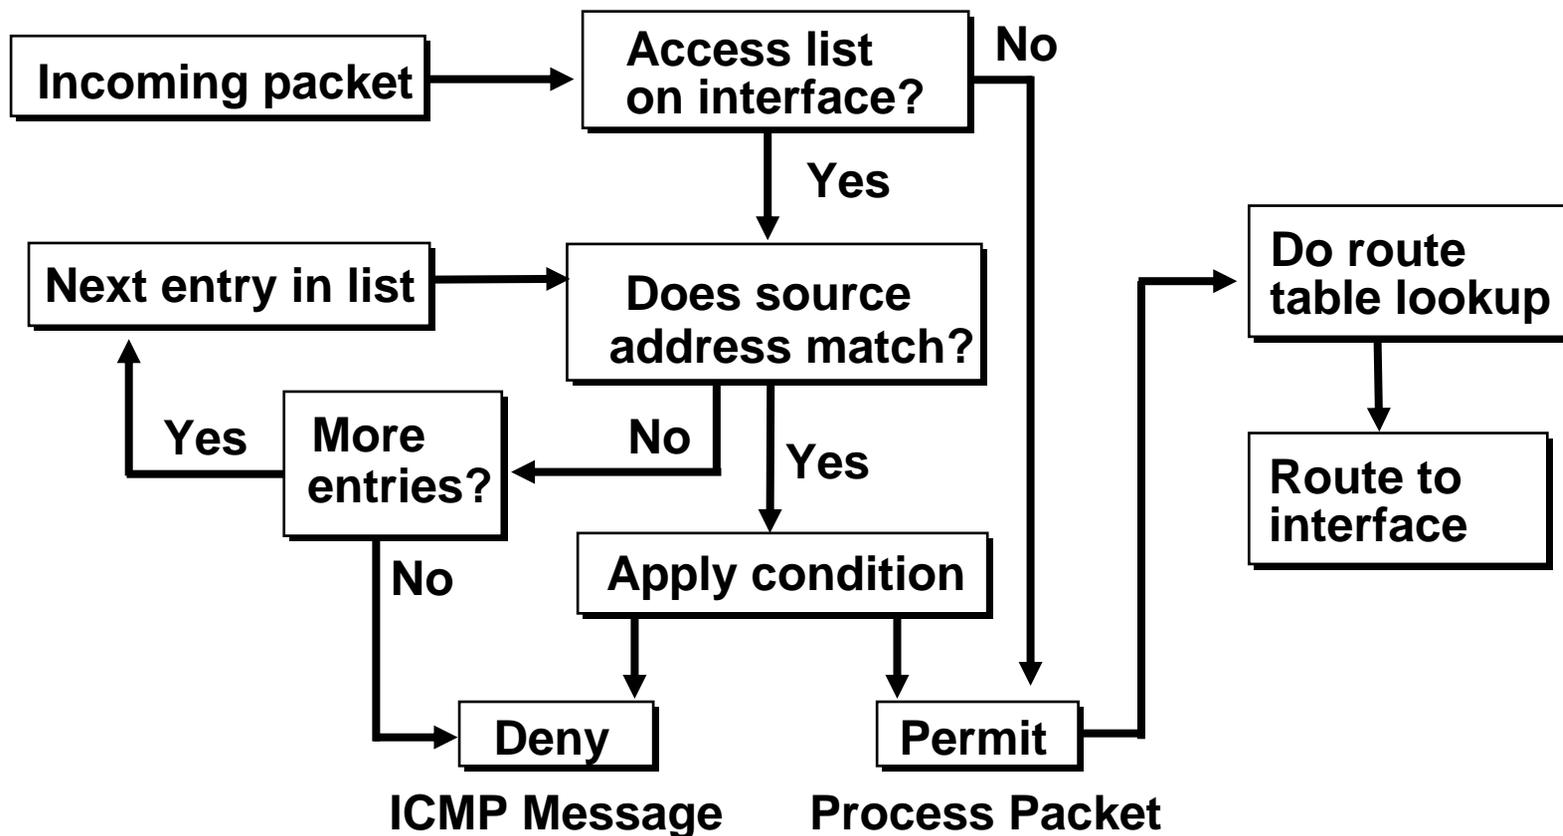 Incoming packet
Access list
on interface?
No
Yes
Next entry in list
Does source
address match?
Do route
table lookup
Yes
More
entries?
No
Yes
Route to
interface
No
Apply condition
Deny
Permit
ICMP Message
Process Packet